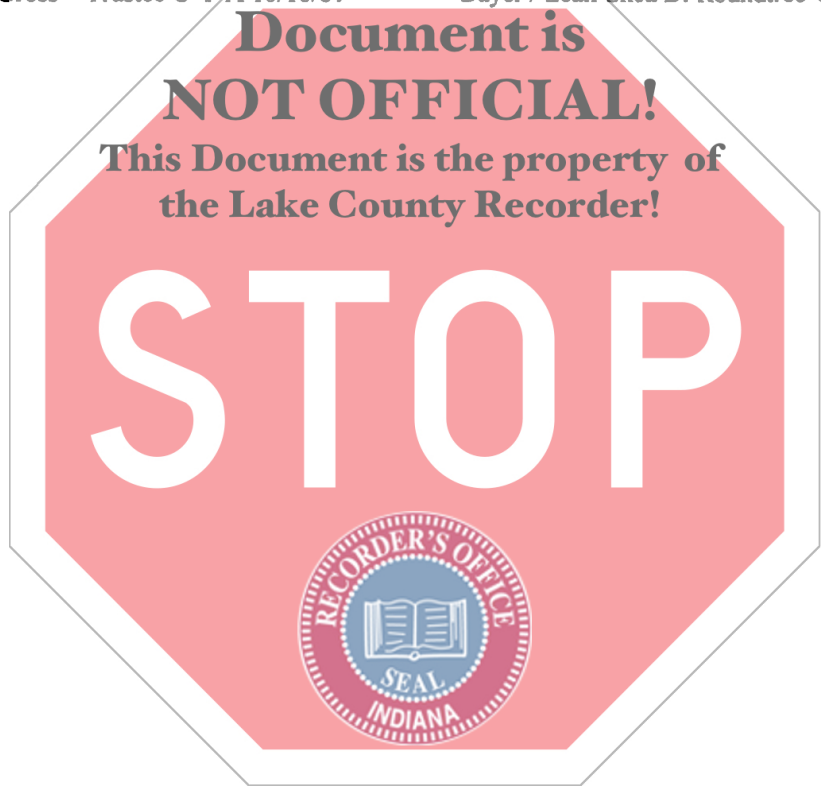 Document is
NOT OFFICIAL!
This Document is the property of
the Lake County Recorder!
STOP
RECORDER'S OFFICE
SEAL
INDIANA